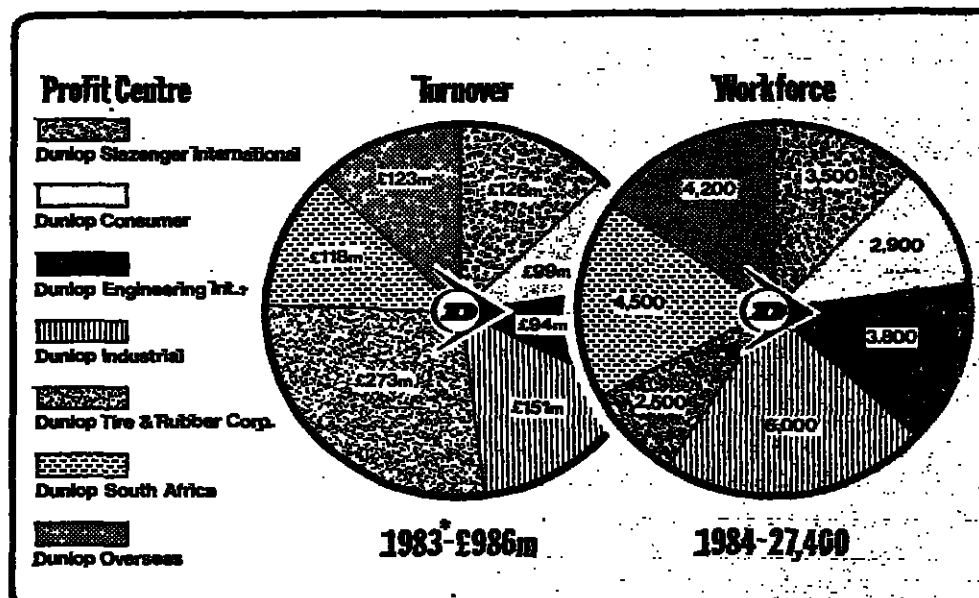 Profit Centre
Dunlop Slazenger International
Dunlop Consumer
Dunlop Engineering Int.
Dunlop Industrial
Dunlop Tire & Rubber Corp.
Dunlop South Africa
Dunlop Overseas
Turnover
£123m
£128m
£118m
£99m
£94m
£273m
£151m
1983*-£986m
Workforce
4,200
3,500
2,900
4,500
3,800
2,500
6,000
1984-27,400